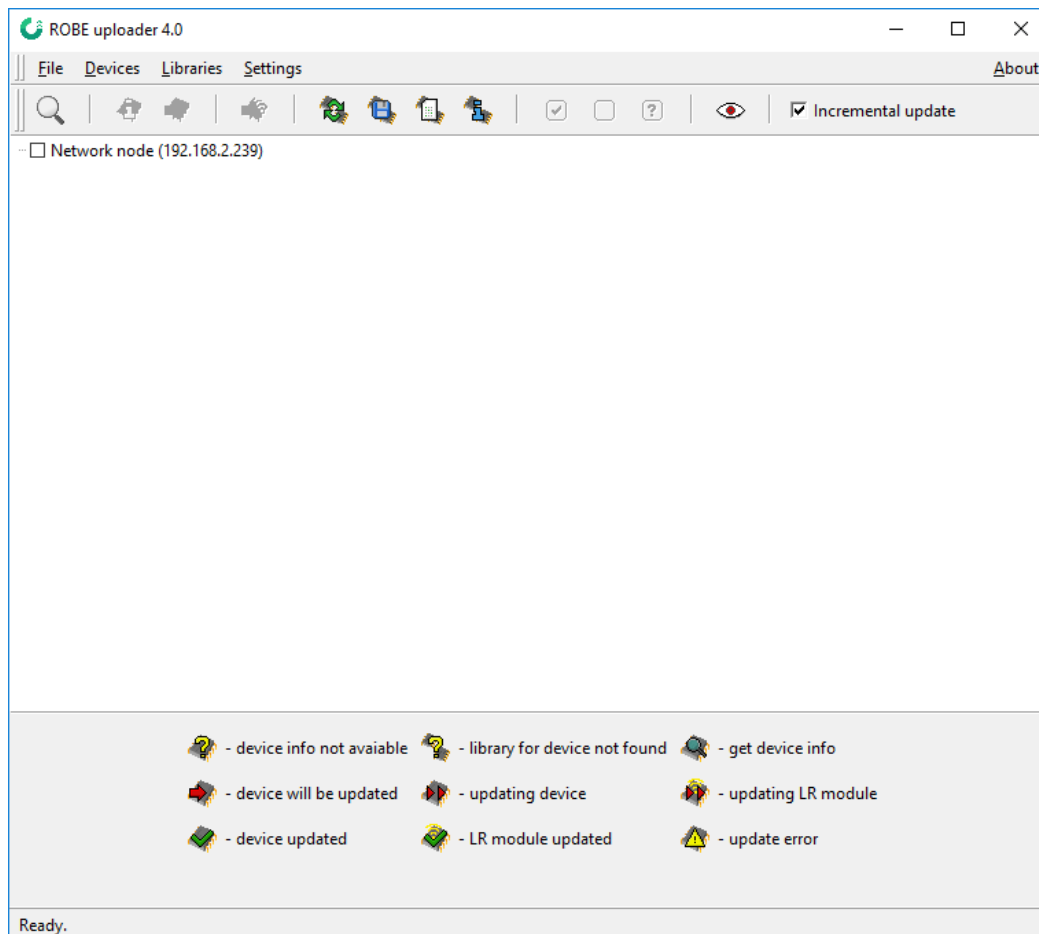 ROBE uploader 4.0
File Devices Libraries Settings About
Incremental update
Network node (192.168.2.239)
- device info not avaiable - library for device not found - get device info
- device will be updated - updating device - updating LR module
- device updated - LR module updated - update error
Ready.